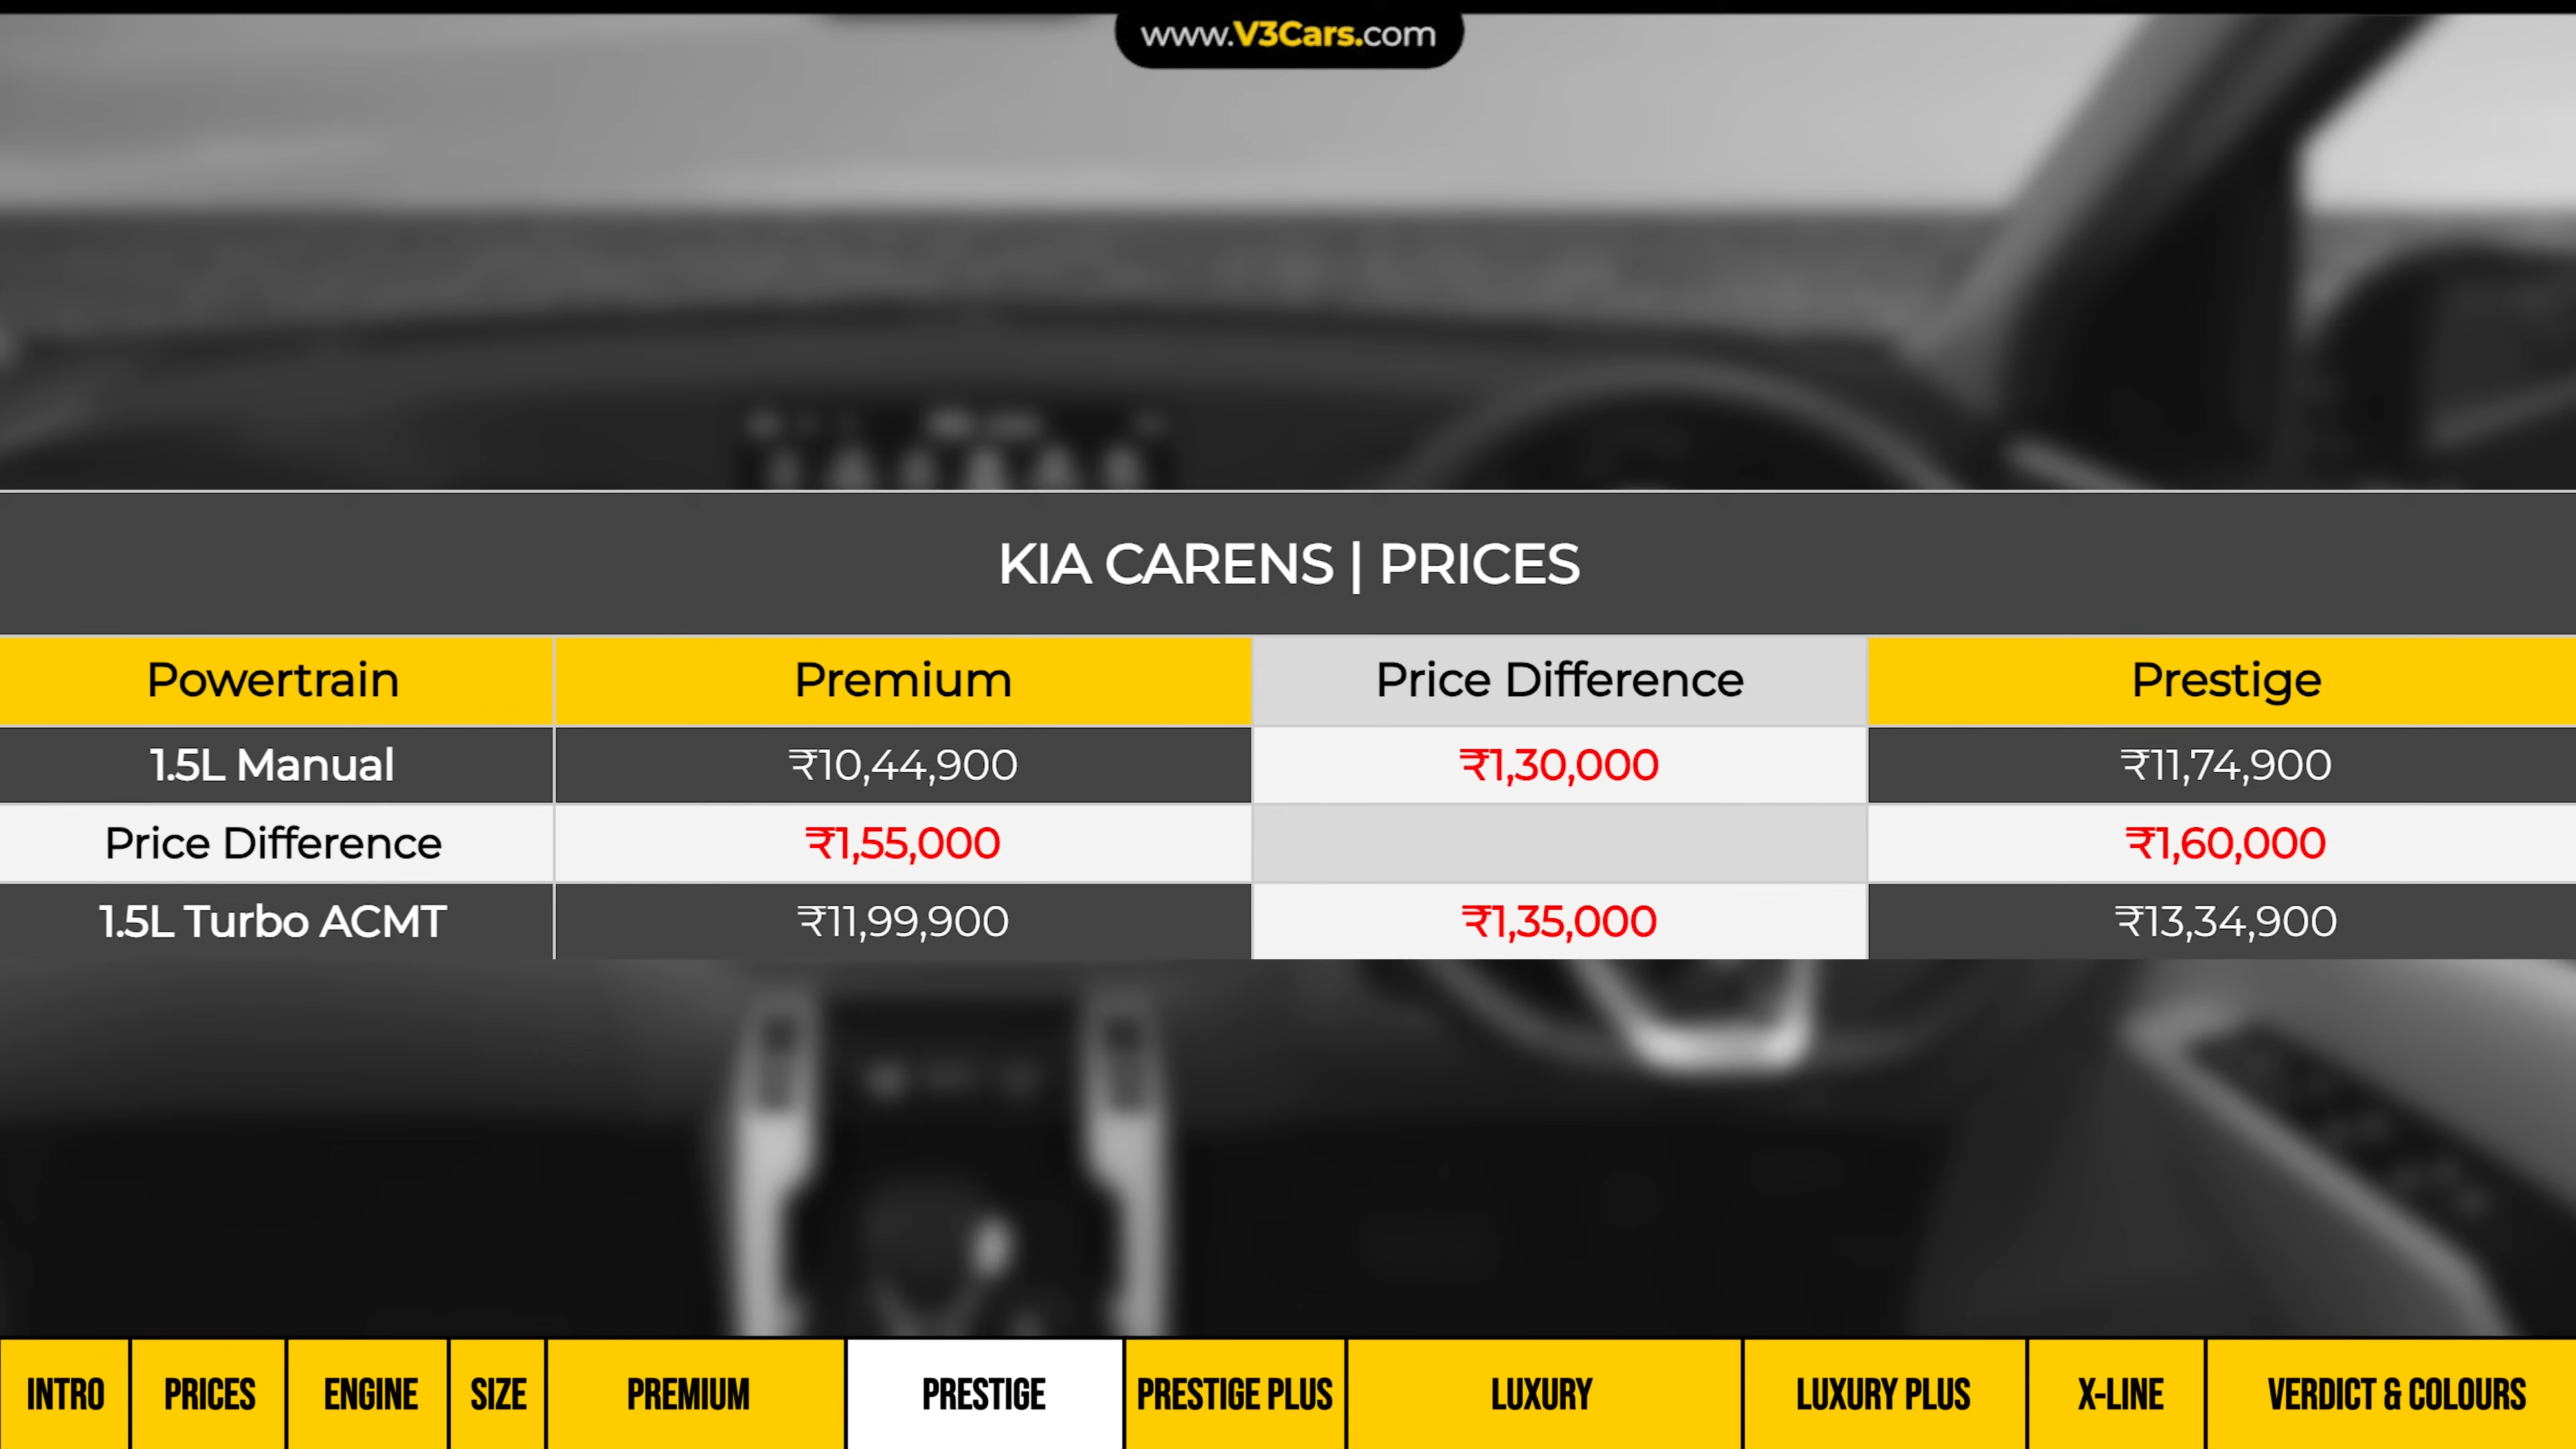 www.V3Cars.com
KIA CARENS | PRICES
Powertrain Premium Price Difference Prestige
1.5L Manual ₹10,44,900 ₹1,30,000 ₹11,74,900
Price Difference ₹1,55,000 ₹1,60,000
1.5L Turbo ACMT ₹11,99,900 ₹1,35,000 ₹13,34,900
INTRO PRICES ENGINE SIZE PREMIUM PRESTIGE PRESTIGE PLUS LUXURY LUXURY PLUS X-LINE VERDICT & COLOURS